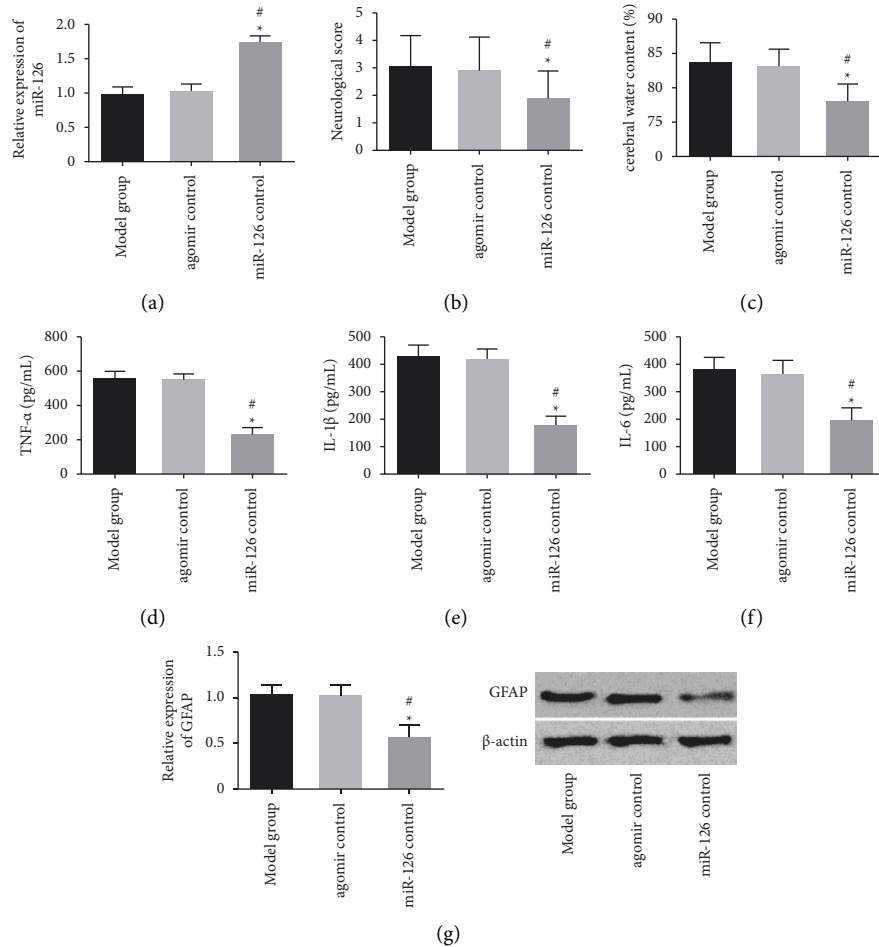 Relative expression of
miR-126
2.0
1.5
1.0
0.5
0
#
*
Model group
agomir control
miR-126 control
(a)
Neurological score
5
4
3
2
1
0
#
*
Model group
agomir control
miR-126 control
(b)
cerebral water content (%)
90
85
80
75
0
#
*
Model group
agomir control
miR-126 control
(c)
TNF-α (pg/mL)
800
600
400
200
0
#
*
Model group
agomir control
miR-126 control
(d)
IL-1β (pg/mL)
500
400
300
200
100
0
#
*
Model group
agomir control
miR-126 control
(e)
IL-6 (pg/mL)
500
400
300
200
100
0
#
*
Model group
agomir control
miR-126 control
(f)
Relative expression
of GFAP
1.5
1.0
0.5
0
#
*
Model group
agomir control
miR-126 control
GFAP
β-actin
Model group
agomir control
miR-126 control
(g)